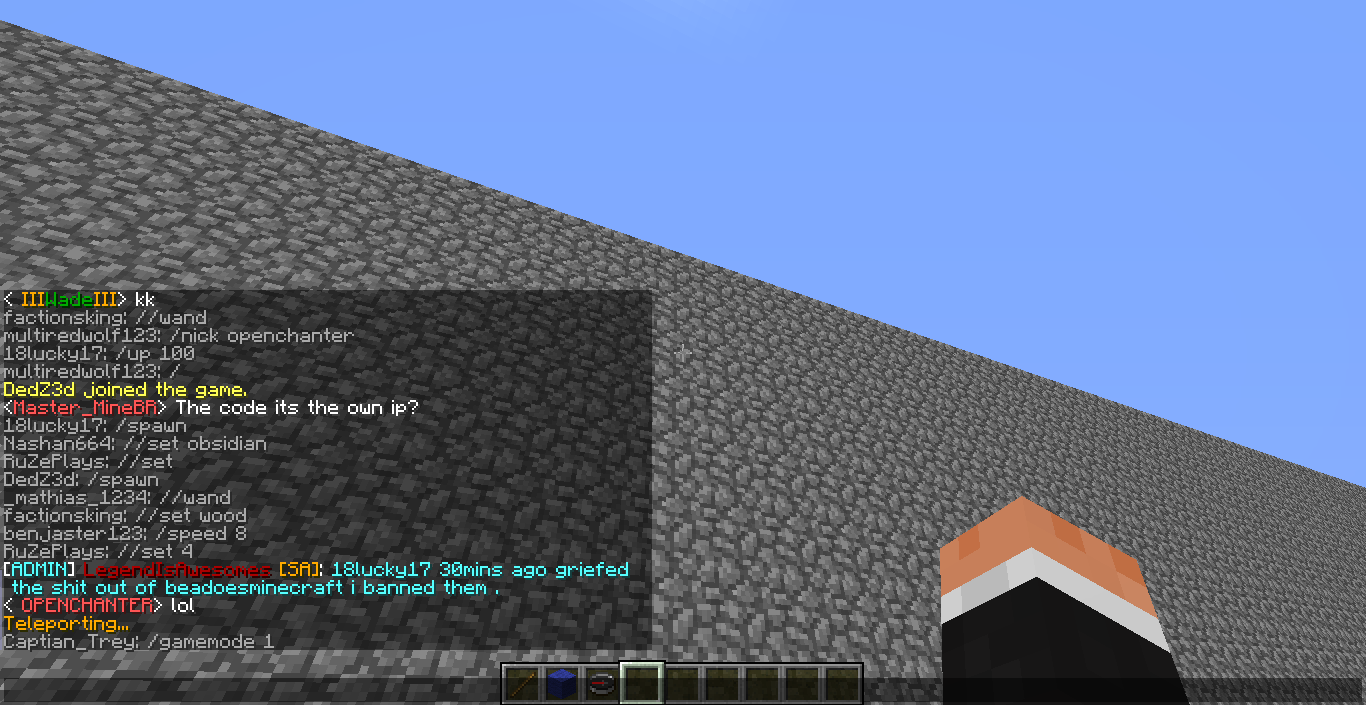 < IIIWadeIII> kk
factionsking: //wand
multiredwolf123: /nick openchanter
18lucky17: /up 100
multiredwolf123: /
DedZ3d joined the game.
<Master_MineBR> The code its the own ip?
18lucky17: /spawn
Nashan664: //set obsidian
RuZePlays: //set
DedZ3d: /spawn
_mathias_1234: //wand
factionsking: //set wood
benjaster123: /speed 8
RuZePlays: //set 4
[ADMIN] LegendIsAwesomes [SA]: 18lucky17 30mins ago griefed
the shit out of beadoesminecraft i banned them .
< OPENCHANTER> lol
Teleporting...
Captian_Trey: /gamemode 1